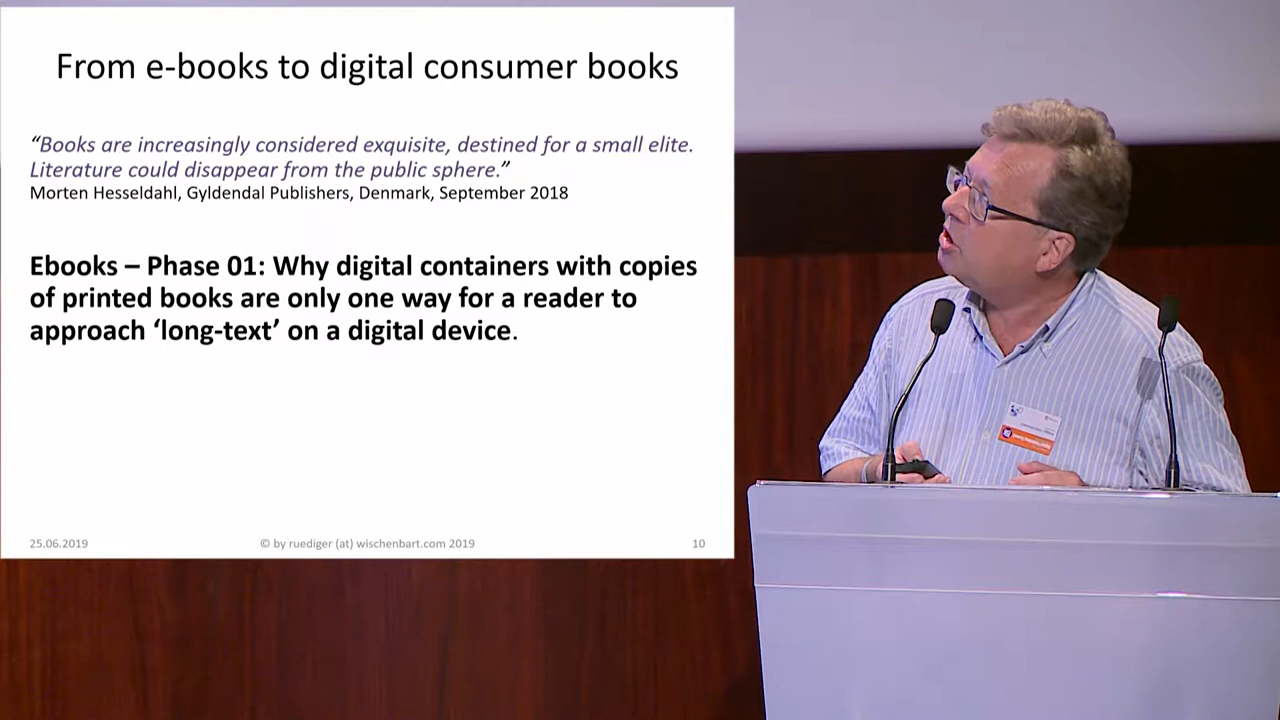 From e-books to digital consumer books
“Books are increasingly considered exquisite, destined for a small elite.
Literature could disappear from the public sphere.”
Morten Hesseldahl, Gyldendal Publishers, Denmark, September 2018
Ebooks – Phase 01: Why digital containers with copies
of printed books are only one way for a reader to
approach ‘long-text’ on a digital device.
25.06.2019
© by ruediger (at) wischenbart.com 2019
10